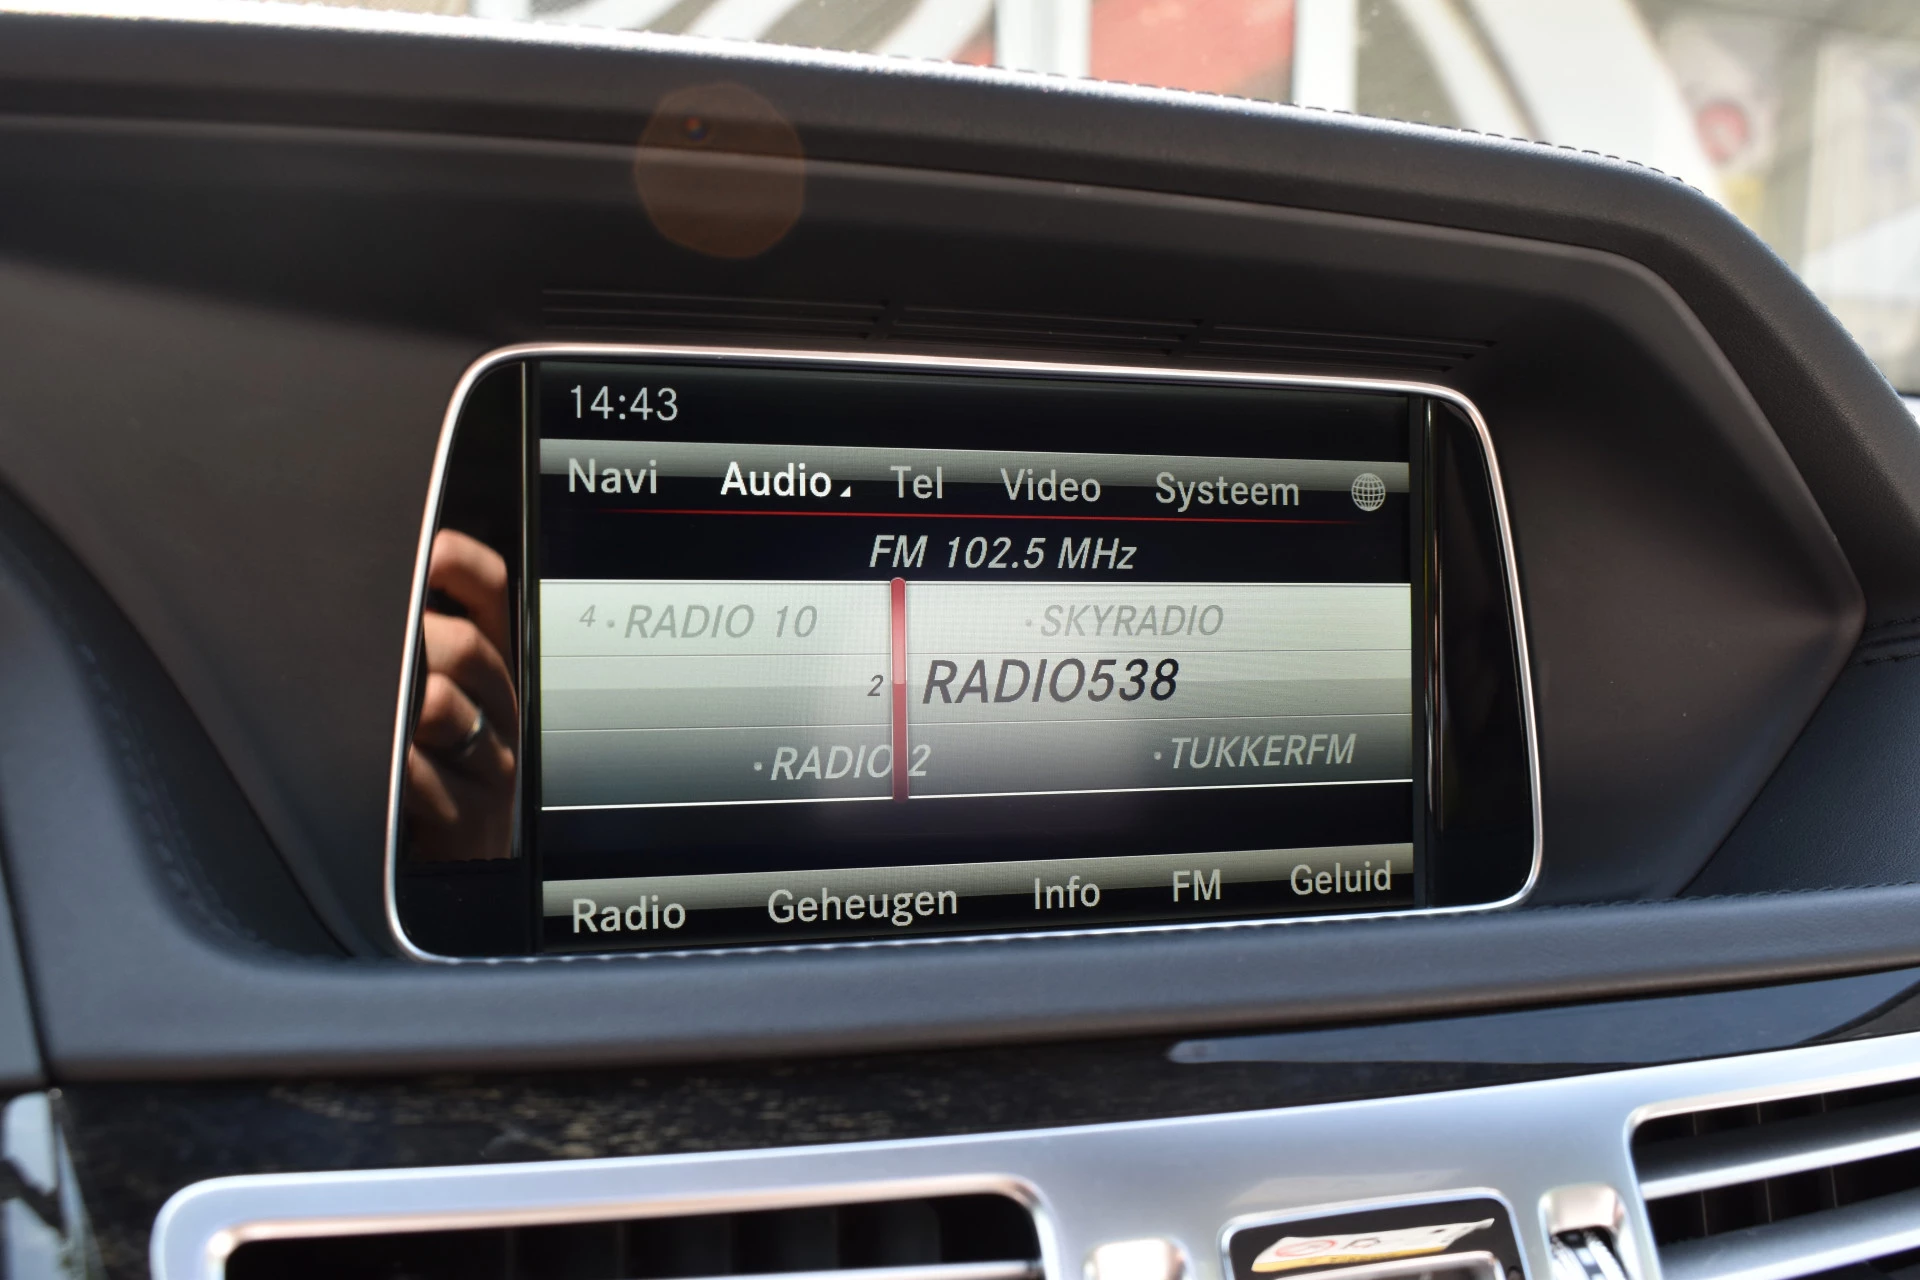 14:43
Navi Audio Tel Video Systeem
FM 102.5 MHz
4 · RADIO 10 · SKYRADIO
2 RADIO538
· RADIO 2 · TUKKERFM
Radio Geheugen Info FM Geluid